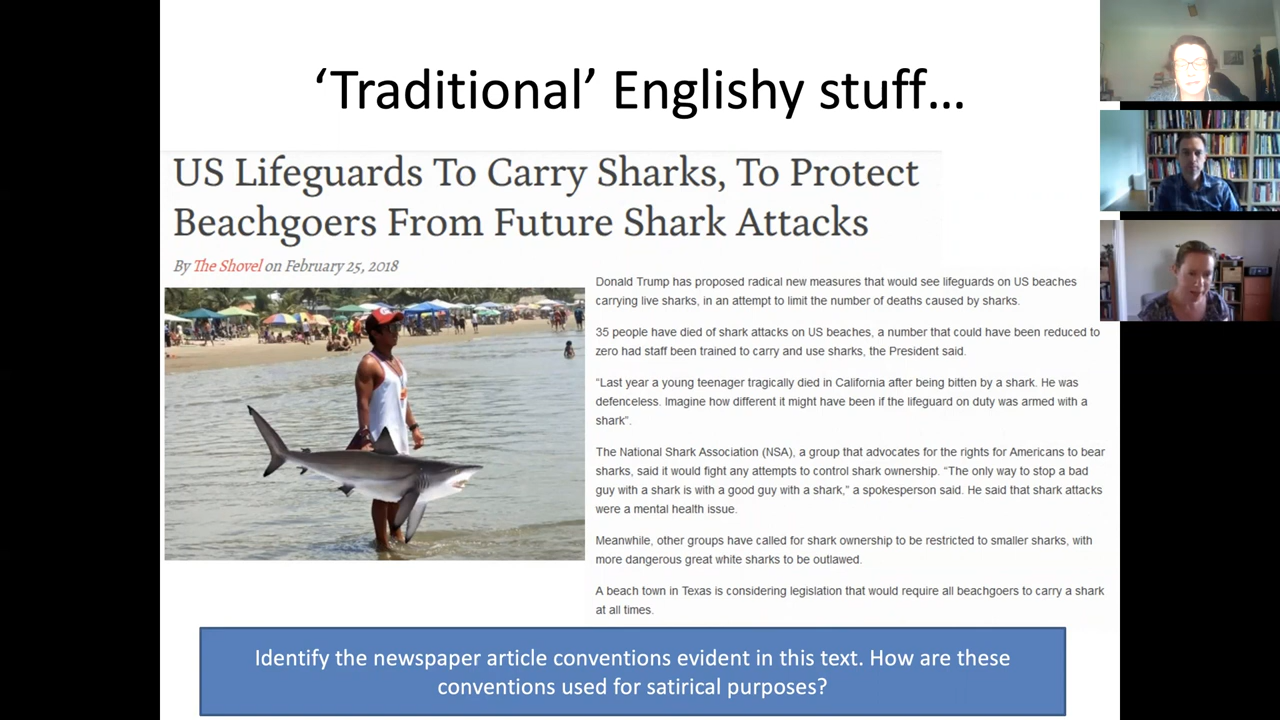 ‘Traditional’ Englishy stuff…
US Lifeguards To Carry Sharks, To Protect
Beachgoers From Future Shark Attacks
By The Shovel on February 25, 2018
Donald Trump has proposed radical new measures that would see lifeguards on US beaches
carrying live sharks, in an attempt to limit the number of deaths caused by sharks.
35 people have died of shark attacks on US beaches, a number that could have been reduced to
zero had staff been trained to carry and use sharks, the President said.
“Last year a young teenager tragically died in California after being bitten by a shark. He was
defenceless. Imagine how different it might have been if the lifeguard on duty was armed with a
shark”.
The National Shark Association (NSA), a group that advocates for the rights for Americans to bear
sharks, said it would fight any attempts to control shark ownership. “The only way to stop a bad
guy with a shark is with a good guy with a shark,” a spokesperson said. He said that shark attacks
were a mental health issue.
Meanwhile, other groups have called for shark ownership to be restricted to smaller sharks, with
more dangerous great white sharks to be outlawed.
A beach town in Texas is considering legislation that would require all beachgoers to carry a shark
at all times.
Identify the newspaper article conventions evident in this text. How are these
conventions used for satirical purposes?